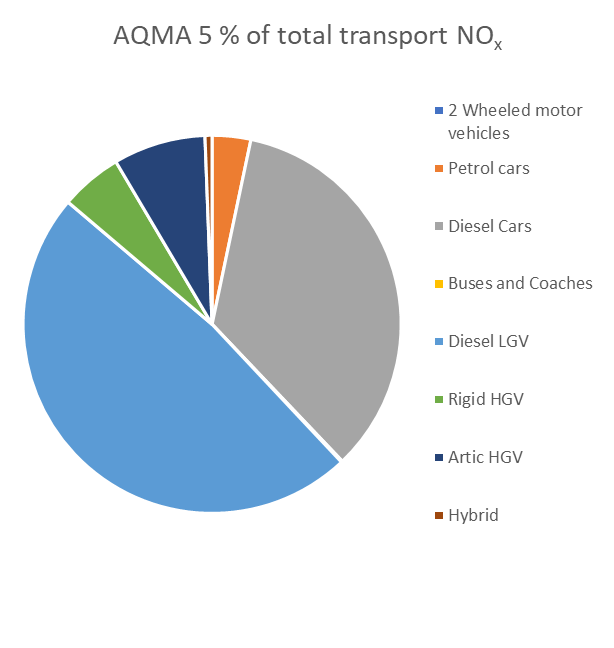 AQMA 5 % of total transport NOx
2 Wheeled motor
vehicles
Petrol cars
Diesel Cars
Buses and Coaches
Diesel LGV
Rigid HGV
Artic HGV
Hybrid